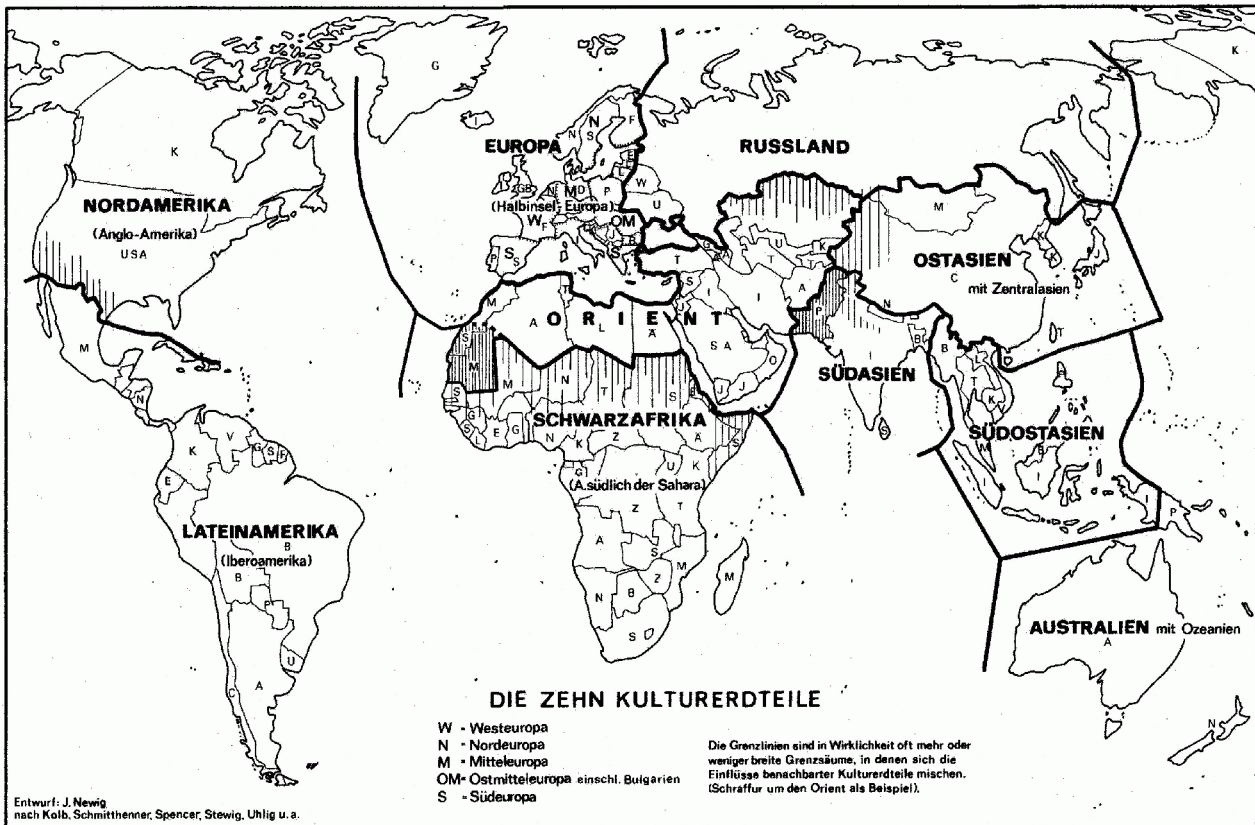 G
K
K
NORDAMERIKA
(Anglo-Amerika)
USA
M
N
EUROPA
I
N
N
S
F
E
L
W
I
GB
N
M
D
P
(Halbinsel-Europa)
U
W
F
OM
P
S
S
S
B
RUSSLAND
M
OSTASIEN
C
mit Zentralasien
K
K
J
T
ORIENT
M
A
T
L
Ä
T
S
I
J
I
SA
O
J
J
G
A
U
T
K
T
A
P
N
B
I
SÜDASIEN
S
S
M
M
N
T
S
S
G
S
L
E
G
N
K
Z
Ä
S
SCHWARZAFRIKA
G
U
K
(A.südlich der Sahara)
Z
T
A
S
M
N
B
Z
M
S
B
L
T
K
V
SÜDOSTASIEN
M
B
I
I
I
P
K
V
G
S
F
E
LATEINAMERIKA
B
(Iberoamerika)
B
P
U
A
C
AUSTRALIEN mit Ozeanien
A
N
DIE ZEHN KULTURERDTEILE
W - Westeuropa
N - Nordeuropa
M - Mitteleuropa
OM- Ostmitteleuropa einschl. Bulgarien
S - Südeuropa
Die Grenzlinien sind in Wirklichkeit oft mehr oder
weniger breite Grenzsäume, in denen sich die
Einflüsse benachbarter Kulturerdteile mischen.
(Schraffur um den Orient als Beispiel).
Entwurf: J. Newig
nach Kolb, Schmitthenner, Spencer, Stewig, Uhlig u. a.